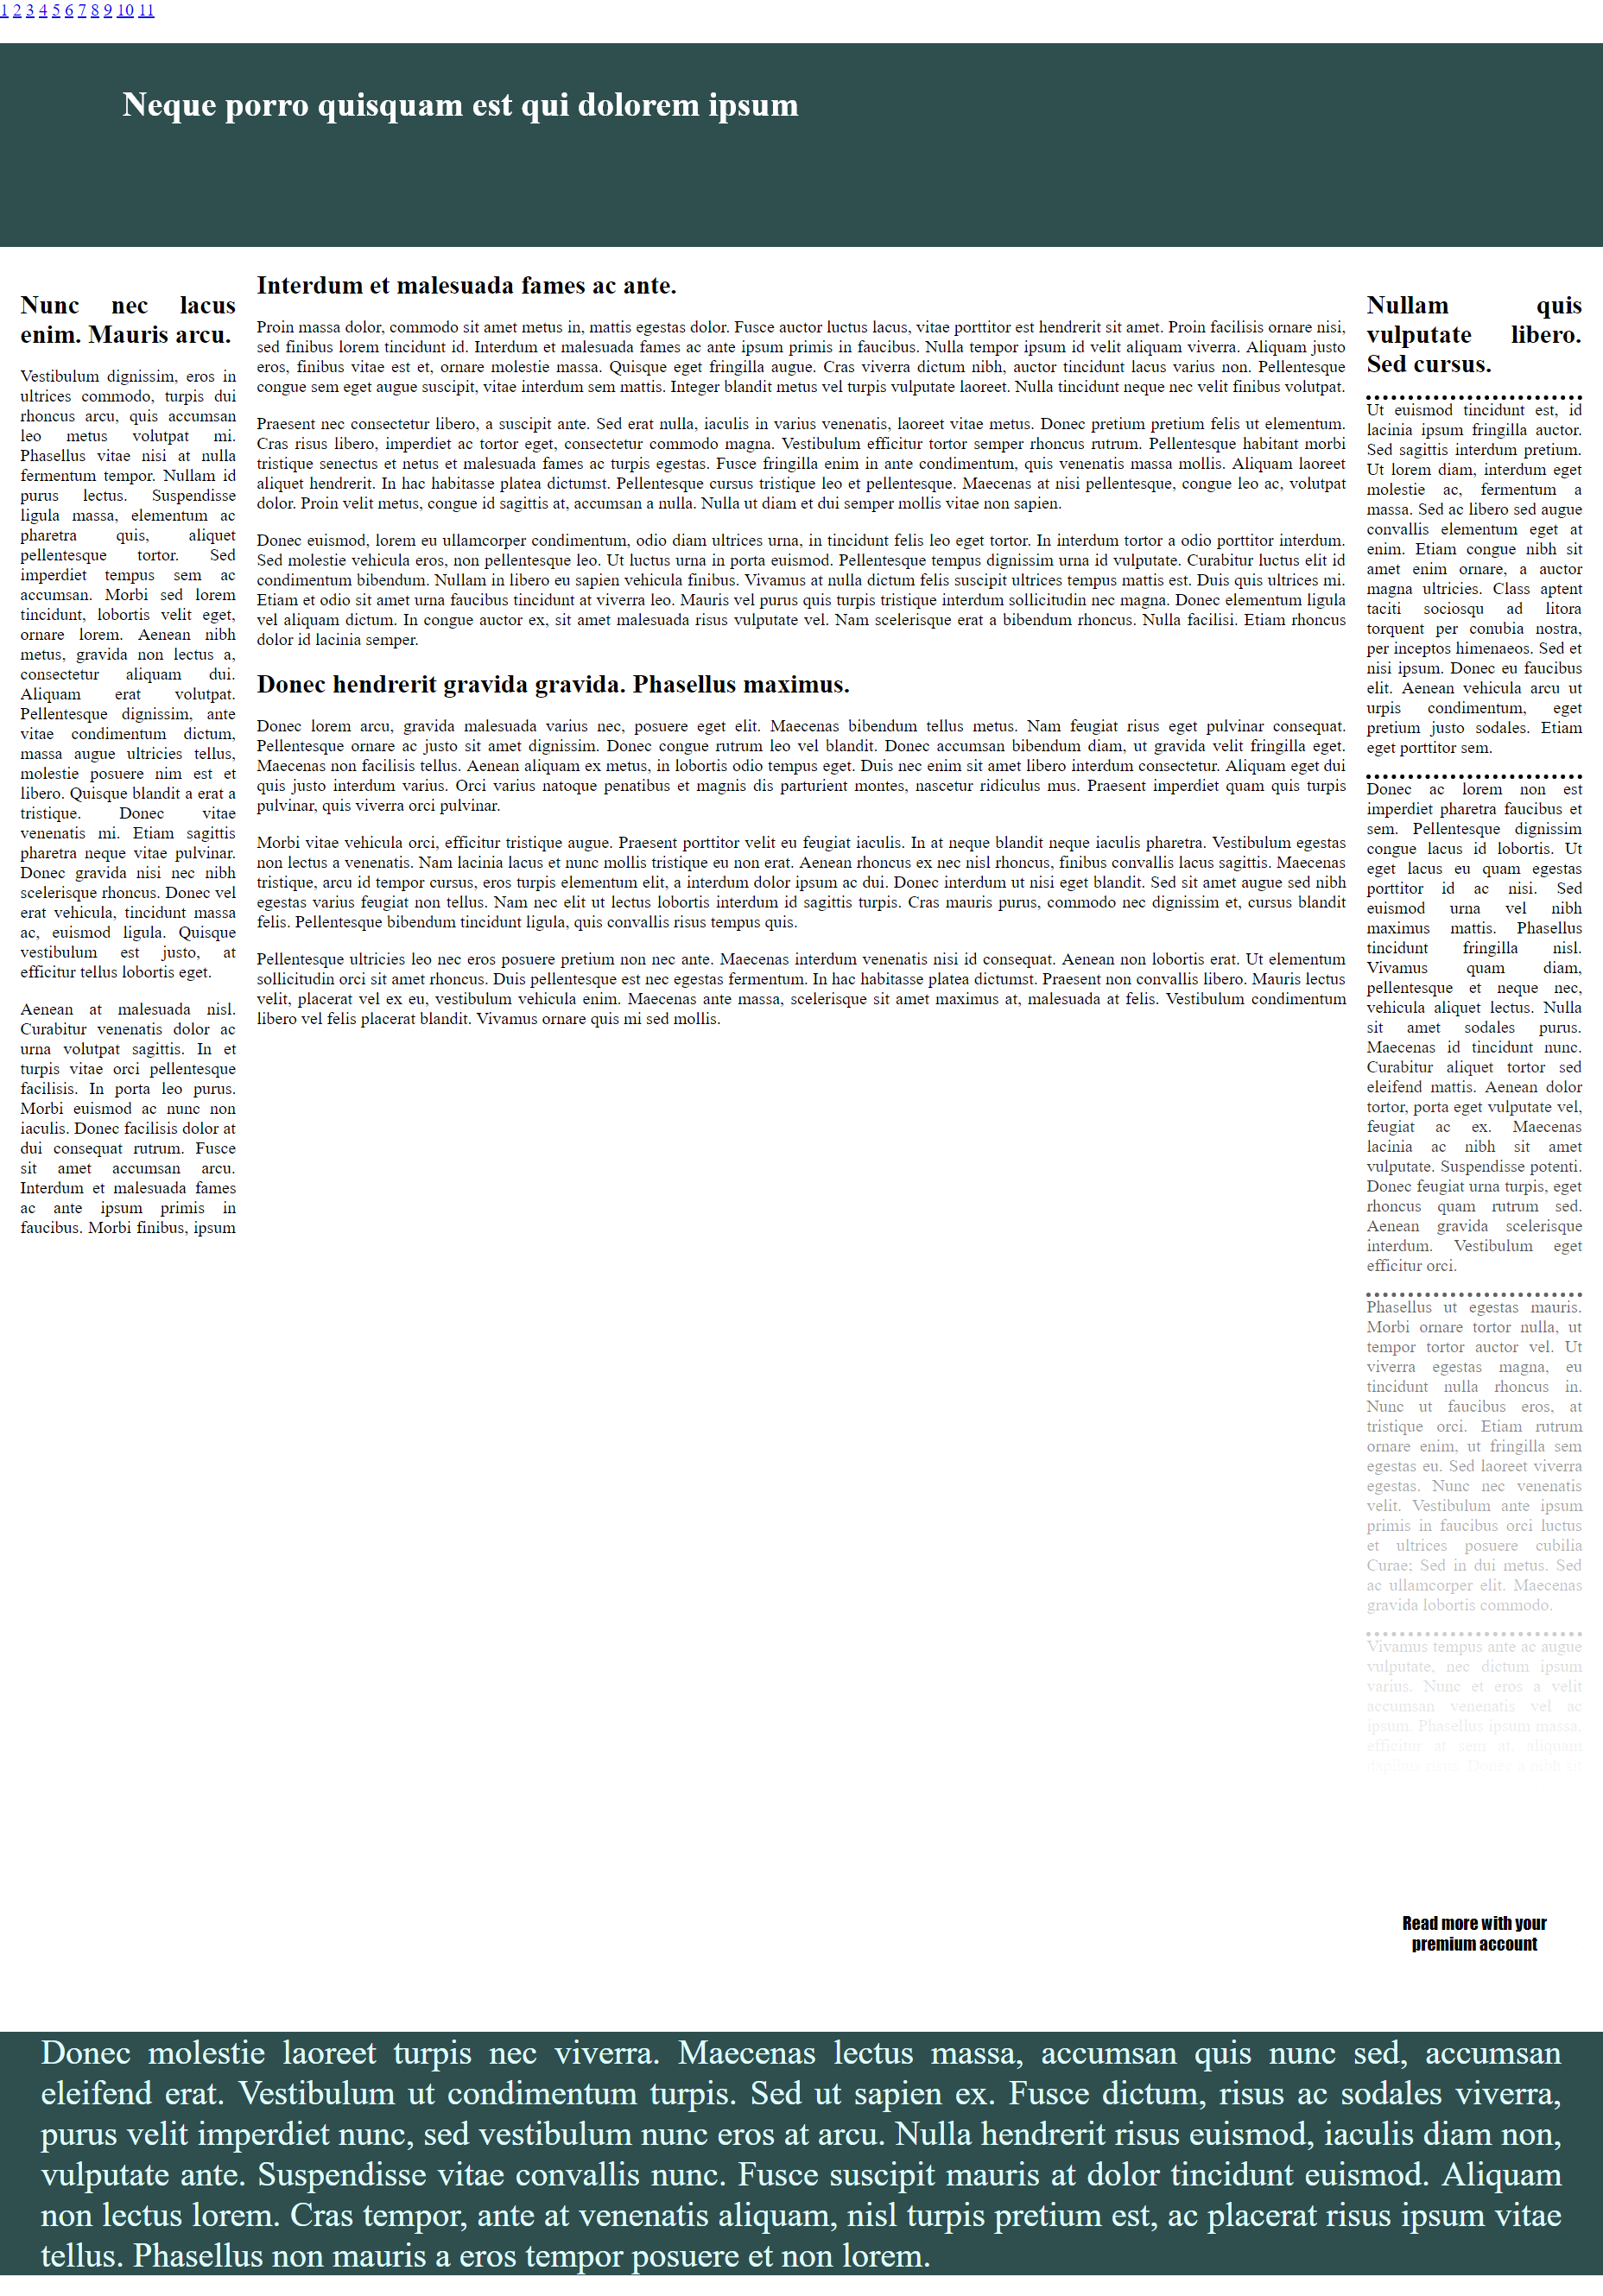 1 2 3 4 5 6 7 8 9 10 11
Neque porro quisquam est qui dolorem ipsum
Nunc nec lacus
enim. Mauris arcu.
Vestibulum dignissim, eros in
ultrices commodo, turpis dui
rhoncus arcu, quis accumsan
leo metus volutpat mi.
Phasellus vitae nisi at nulla
fermentum tempor. Nullam id
purus lectus. Suspendisse
ligula massa, elementum ac
pharetra quis, aliquet
pellentesque tortor. Sed
imperdiet tempus sem ac
accumsan. Morbi sed lorem
tincidunt, lobortis velit eget,
ornare lorem. Aenean nibh
metus, gravida non lectus a,
consectetur aliquam dui.
Aliquam erat volutpat.
Pellentesque dignissim, ante
vitae condimentum dictum,
massa augue ultricies tellus,
molestie posuere nim est et
libero. Quisque blandit a erat a
tristique. Donec vitae
venenatis mi. Etiam sagittis
pharetra neque vitae pulvinar.
Donec gravida nisi nec nibh
scelerisque rhoncus. Donec vel
erat vehicula, tincidunt massa
ac, euismod ligula. Quisque
vestibulum est justo, at
efficitur tellus lobortis eget.
Aenean at malesuada nisl.
Curabitur venenatis dolor ac
urna volutpat sagittis. In et
turpis vitae orci pellentesque
facilisis. In porta leo purus.
Morbi euismod ac nunc non
iaculis. Donec facilisis dolor at
dui consequat rutrum. Fusce
sit amet accumsan arcu.
Interdum et malesuada fames
ac ante ipsum primis in
faucibus. Morbi finibus, ipsum
Interdum et malesuada fames ac ante.
Proin massa dolor, commodo sit amet metus in, mattis egestas dolor. Fusce auctor luctus lacus, vitae porttitor est hendrerit sit amet. Proin facilisis ornare nisi,
sed finibus lorem tincidunt id. Interdum et malesuada fames ac ante ipsum primis in faucibus. Nulla tempor ipsum id velit aliquam viverra. Aliquam justo
eros, finibus vitae est et, ornare molestie massa. Quisque eget fringilla augue. Cras viverra dictum nibh, auctor tincidunt lacus varius non. Pellentesque
congue sem eget augue suscipit, vitae interdum sem mattis. Integer blandit metus vel turpis vulputate laoreet. Nulla tincidunt neque nec velit finibus volutpat.
Praesent nec consectetur libero, a suscipit ante. Sed erat nulla, iaculis in varius venenatis, laoreet vitae metus. Donec pretium pretium felis ut elementum.
Cras risus libero, imperdiet ac tortor eget, consectetur commodo magna. Vestibulum efficitur tortor semper rhoncus rutrum. Pellentesque habitant morbi
tristique senectus et netus et malesuada fames ac turpis egestas. Fusce fringilla enim in ante condimentum, quis venenatis massa mollis. Aliquam laoreet
aliquet hendrerit. In hac habitasse platea dictumst. Pellentesque cursus tristique leo et pellentesque. Maecenas at nisi pellentesque, congue leo ac, volutpat
dolor. Proin velit metus, congue id sagittis at, accumsan a nulla. Nulla ut diam et dui semper mollis vitae non sapien.
Donec euismod, lorem eu ullamcorper condimentum, odio diam ultrices urna, in tincidunt felis leo eget tortor. In interdum tortor a odio porttitor interdum.
Sed molestie vehicula eros, non pellentesque leo. Ut luctus urna in porta euismod. Pellentesque tempus dignissim urna id vulputate. Curabitur luctus elit id
condimentum bibendum. Nullam in libero eu sapien vehicula finibus. Vivamus at nulla dictum felis suscipit ultrices tempus mattis est. Duis quis ultrices mi.
Etiam et odio sit amet urna faucibus tincidunt at viverra leo. Mauris vel purus quis turpis tristique interdum sollicitudin nec magna. Donec elementum ligula
vel aliquam dictum. In congue auctor ex, sit amet malesuada risus vulputate vel. Nam scelerisque erat a bibendum rhoncus. Nulla facilisi. Etiam rhoncus
dolor id lacinia semper.
Donec hendrerit gravida gravida. Phasellus maximus.
Donec lorem arcu, gravida malesuada varius nec, posuere eget elit. Maecenas bibendum tellus metus. Nam feugiat risus eget pulvinar consequat.
Pellentesque ornare ac justo sit amet dignissim. Donec congue rutrum leo vel blandit. Donec accumsan bibendum diam, ut gravida velit fringilla eget.
Maecenas non facilisis tellus. Aenean aliquam ex metus, in lobortis odio tempus eget. Duis nec enim sit amet libero interdum consectetur. Aliquam eget dui
quis justo interdum varius. Orci varius natoque penatibus et magnis dis parturient montes, nascetur ridiculus mus. Praesent imperdiet quam quis turpis
pulvinar, quis viverra orci pulvinar.
Morbi vitae vehicula orci, efficitur tristique augue. Praesent porttitor velit eu feugiat iaculis. In at neque blandit neque iaculis pharetra. Vestibulum egestas
non lectus a venenatis. Nam lacinia lacus et nunc mollis tristique eu non erat. Aenean rhoncus ex nec nisl rhoncus, finibus convallis lacus sagittis. Maecenas
tristique, arcu id tempor cursus, eros turpis elementum elit, a interdum dolor ipsum ac dui. Donec interdum ut nisi eget blandit. Sed sit amet augue sed nibh
egestas varius feugiat non tellus. Nam nec elit ut lectus lobortis interdum id sagittis turpis. Cras mauris purus, commodo nec dignissim et, cursus blandit
felis. Pellentesque bibendum tincidunt ligula, quis convallis risus tempus quis.
Pellentesque ultricies leo nec eros posuere pretium non nec ante. Maecenas interdum venenatis nisi id consequat. Aenean non lobortis erat. Ut elementum
sollicitudin orci sit amet rhoncus. Duis pellentesque est nec egestas fermentum. In hac habitasse platea dictumst. Praesent non convallis libero. Mauris lectus
velit, placerat vel ex eu, vestibulum vehicula enim. Maecenas ante massa, scelerisque sit amet maximus at, malesuada at felis. Vestibulum condimentum
libero vel felis placerat blandit. Vivamus ornare quis mi sed mollis.
Nullam quis
vulputate libero.
Sed cursus.
Ut euismod tincidunt est, id
lacinia ipsum fringilla auctor.
Sed sagittis interdum pretium.
Ut lorem diam, interdum eget
molestie ac, fermentum a
massa. Sed ac libero sed augue
convallis elementum eget at
enim. Etiam congue nibh sit
amet enim ornare, a auctor
magna ultricies. Class aptent
taciti sociosqu ad litora
torquent per conubia nostra,
per inceptos himenaeos. Sed et
nisi ipsum. Donec eu faucibus
elit. Aenean vehicula arcu ut
urpis condimentum, eget
pretium justo sodales. Etiam
eget porttitor sem.
Donec ac lorem non est
imperdiet pharetra faucibus et
sem. Pellentesque dignissim
congue lacus id lobortis. Ut
eget lacus eu quam egestas
porttitor id ac nisi. Sed
euismod urna vel nibh
maximus mattis. Phasellus
tincidunt fringilla nisl.
Vivamus quam diam,
pellentesque et neque nec,
vehicula aliquet lectus. Nulla
sit amet sodales purus.
Maecenas id tincidunt nunc.
Curabitur aliquet tortor sed
eleifend mattis. Aenean dolor
tortor, porta eget vulputate vel,
feugiat ac ex. Maecenas
lacinia ac nibh sit amet
vulputate. Suspendisse potenti.
Donec feugiat urna turpis, eget
rhoncus quam rutrum sed.
Aenean gravida scelerisque
interdum. Vestibulum eget
efficitur orci.
Phasellus ut egestas mauris.
Morbi ornare tortor nulla, ut
tempor tortor auctor vel. Ut
viverra egestas magna, eu
tincidunt nulla rhoncus in.
Nunc ut faucibus eros, at
tristique orci. Etiam rutrum
ornare enim, ut fringilla sem
egestas eu. Sed laoreet viverra
egestas. Nunc nec venenatis
velit. Vestibulum ante ipsum
primis in faucibus orci luctus
et ultrices posuere cubilia
Curae; Sed in dui metus. Sed
ac ullamcorper elit. Maecenas
gravida lobortis commodo.
Vivamus tempus ante ac augue
vulputate, nec dictum ipsum
varius. Nunc et eros a velit
accumsan venenatis vel ac
ipsum. Phasellus ipsum massa,
efficitur at sem at, aliquam
dapibus risus. Donec a nibh sit
Read more with your
premium account
Donec molestie laoreet turpis nec viverra. Maecenas lectus massa, accumsan quis nunc sed, accumsan
eleifend erat. Vestibulum ut condimentum turpis. Sed ut sapien ex. Fusce dictum, risus ac sodales viverra,
purus velit imperdiet nunc, sed vestibulum nunc eros at arcu. Nulla hendrerit risus euismod, iaculis diam non,
vulputate ante. Suspendisse vitae convallis nunc. Fusce suscipit mauris at dolor tincidunt euismod. Aliquam
non lectus lorem. Cras tempor, ante at venenatis aliquam, nisl turpis pretium est, ac placerat risus ipsum vitae
tellus. Phasellus non mauris a eros tempor posuere et non lorem.